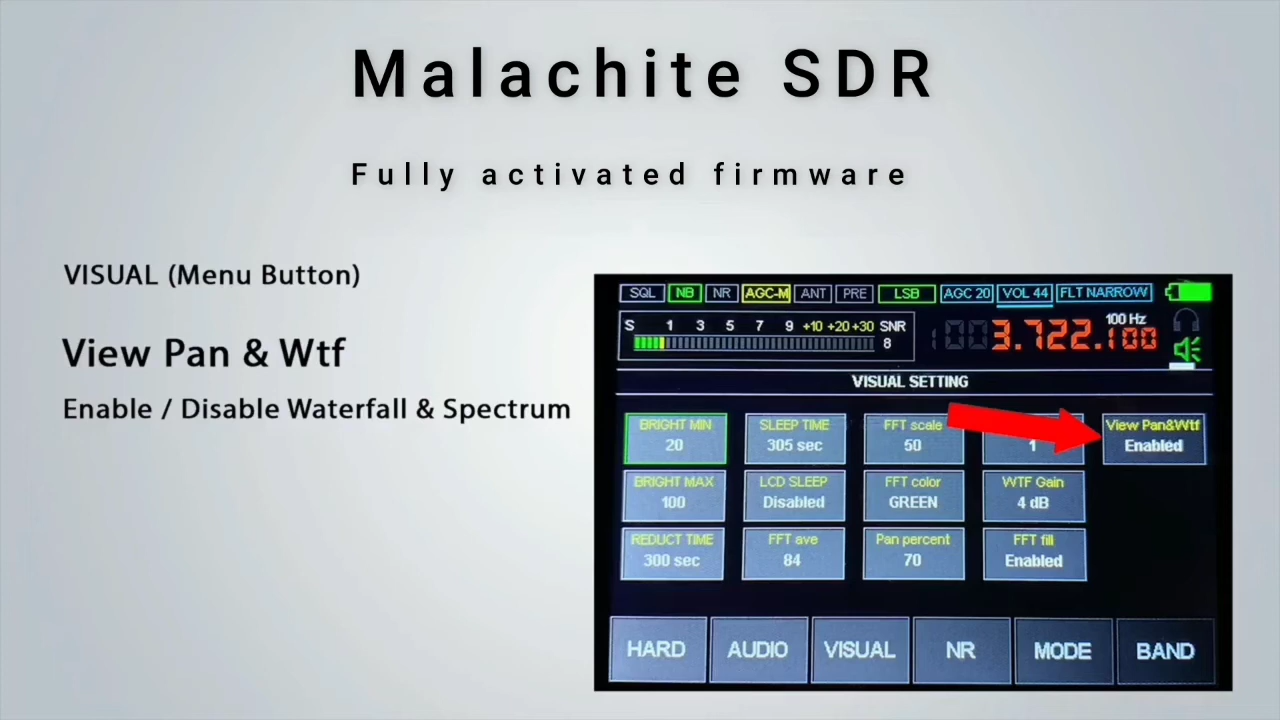 Malachite SDR
Fully activated firmware
VISUAL (Menu Button)
View Pan & Wtf
Enable / Disable Waterfall & Spectrum
SQL NB NR AGC-M ANT PRE LSB AGC 20 VOL 44 FLT NARROW
S 1 3 5 7 9 +10 +20 +30 SNR
8
100 Hz
3.722.100
VISUAL SETTING
BRIGHT MIN SLEEP TIME FFT scale View Pan&Wtf
20 305 sec 50 1 Enabled
BRIGHT MAX LCD SLEEP FFT color WTF Gain
100 Disabled GREEN 4 dB
REDUCT TIME FFT ave Pan percent FFT fill
300 sec 84 70 Enabled
HARD AUDIO VISUAL NR MODE BAND